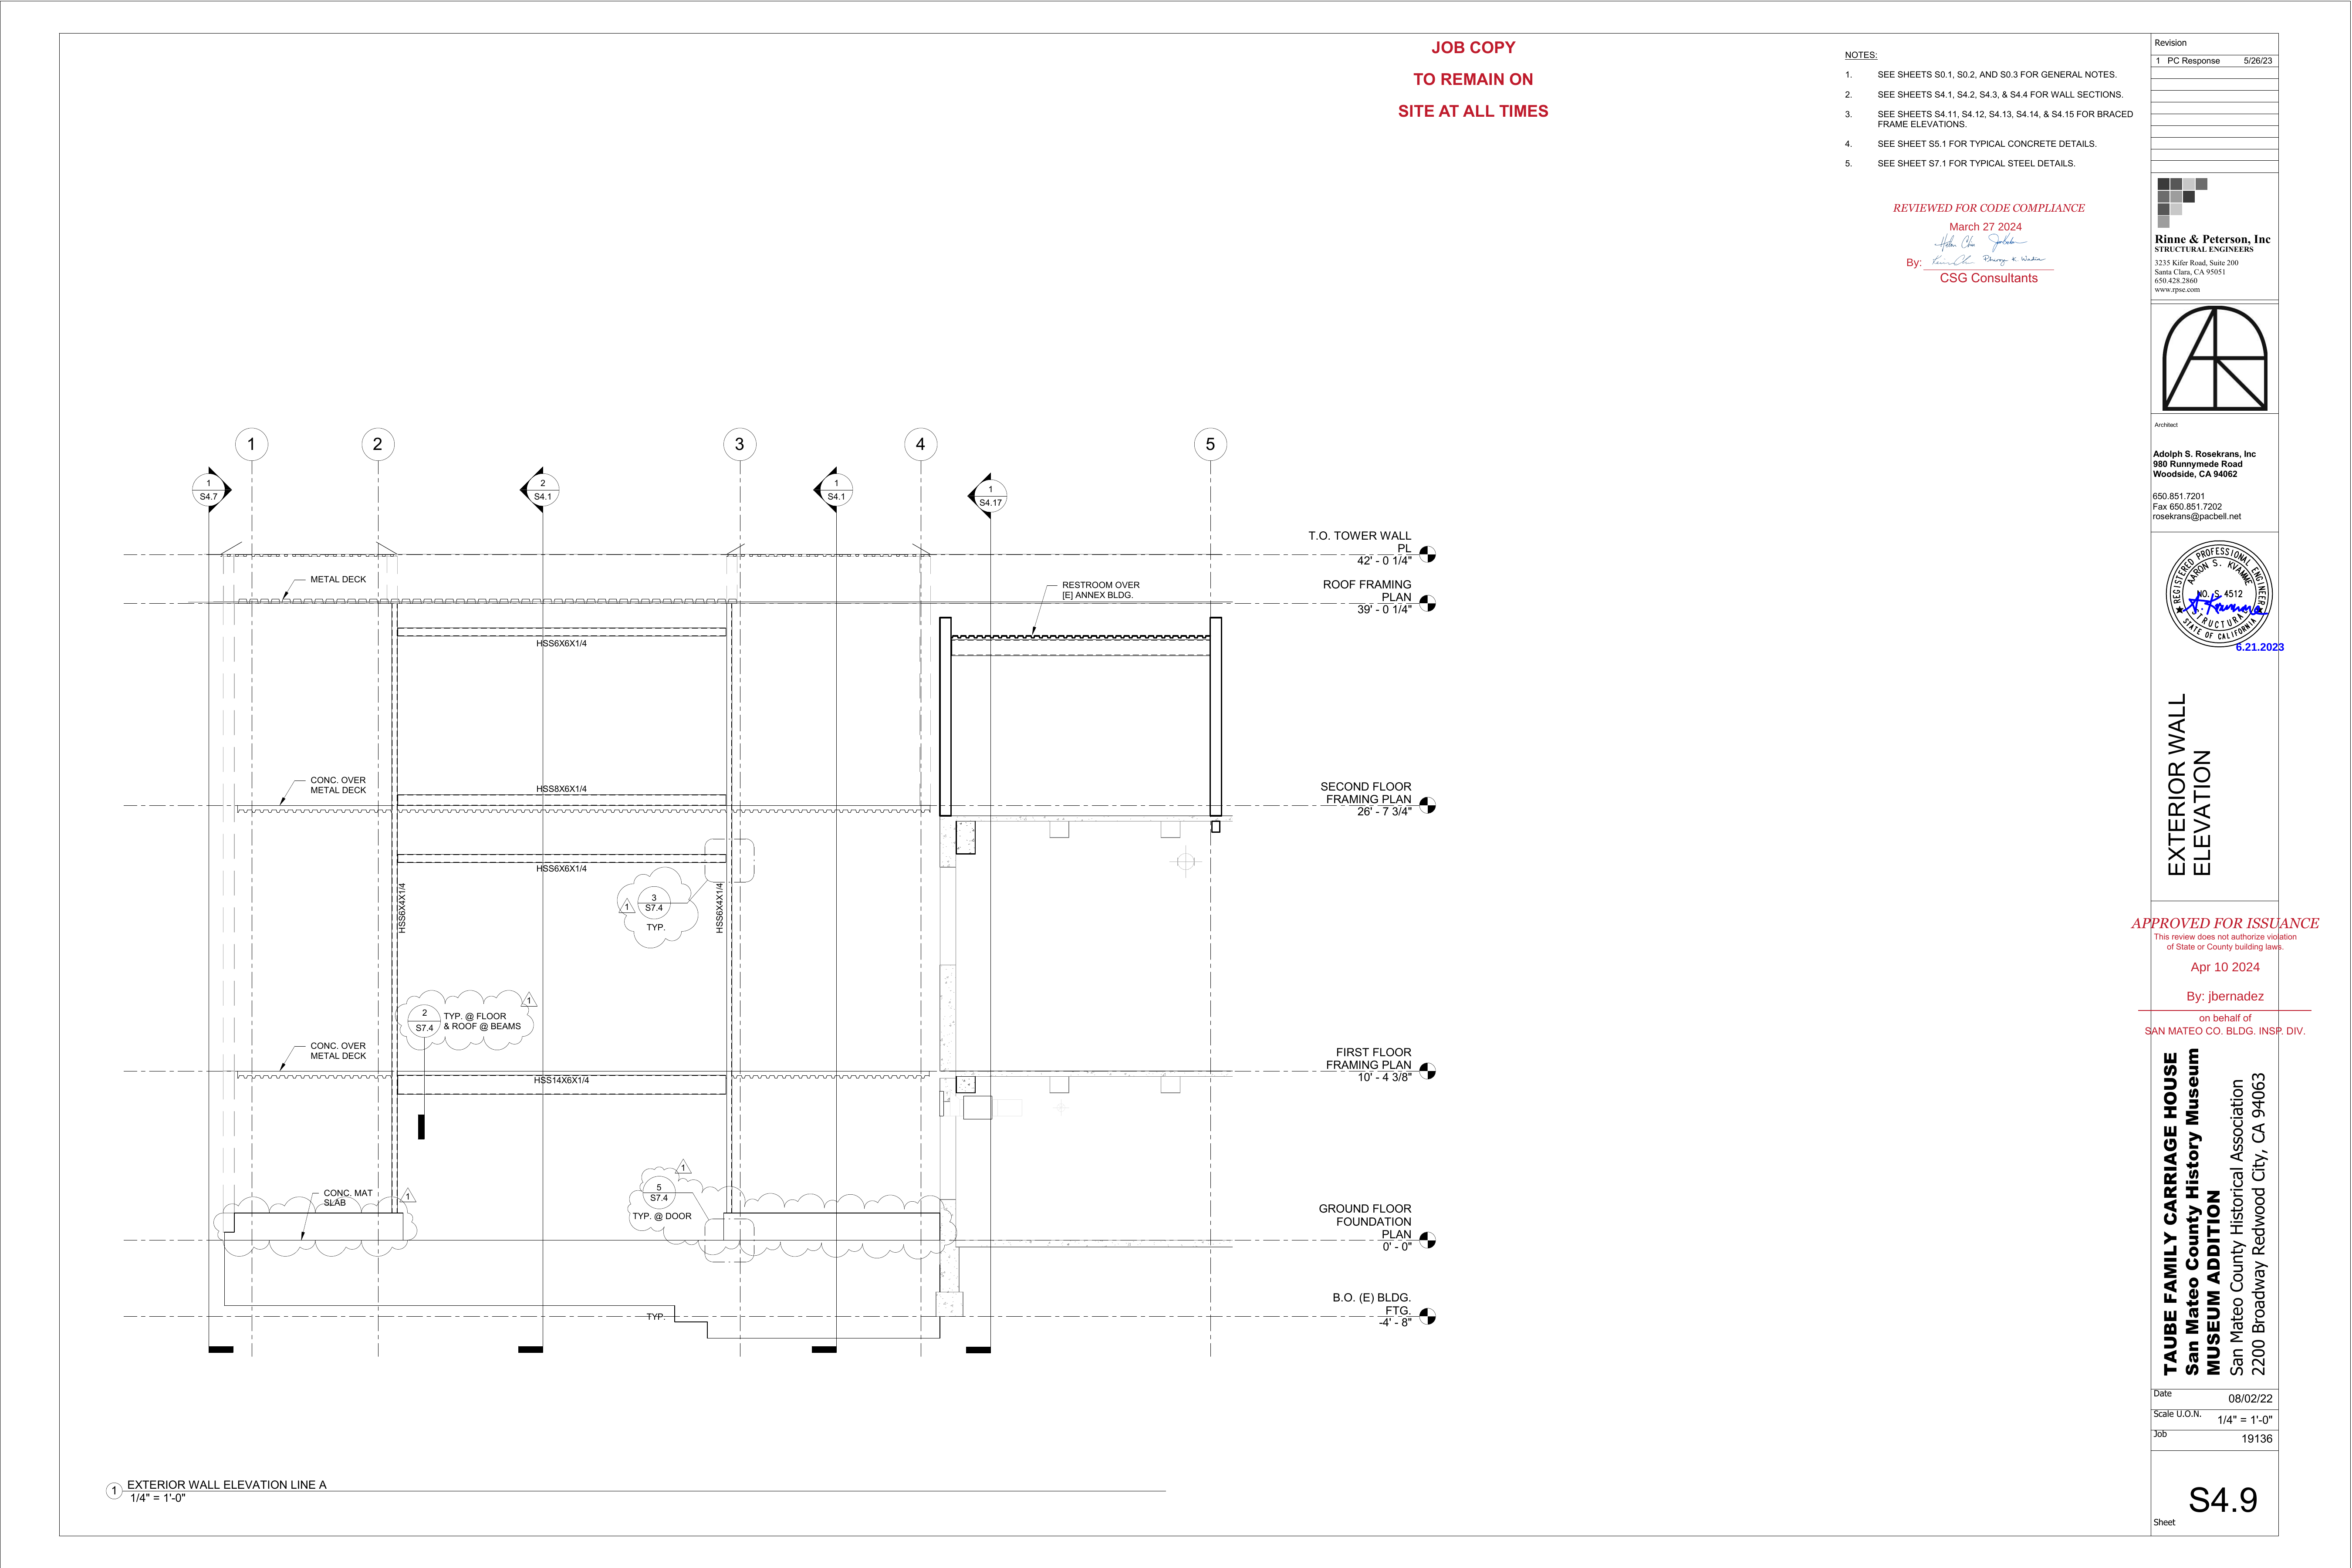 JOB COPY
TO REMAIN ON
SITE AT ALL TIMES
NOTES:
1. SEE SHEETS S0.1, S0.2, AND S0.3 FOR GENERAL NOTES.
2. SEE SHEETS S4.1, S4.2, S4.3, & S4.4 FOR WALL SECTIONS.
3. SEE SHEETS S4.11, S4.12, S4.13, S4.14, & S4.15 FOR BRACED
FRAME ELEVATIONS.
4. SEE SHEET S5.1 FOR TYPICAL CONCRETE DETAILS.
5. SEE SHEET S7.1 FOR TYPICAL STEEL DETAILS.
REVIEWED FOR CODE COMPLIANCE
March 27 2024
By:
CSG Consultants
1
2
3
4
5
1
S4.7
2
S4.1
1
S4.1
1
S4.17
T.O. TOWER WALL
PL
42' - 0 1/4"
ROOF FRAMING
PLAN
39' - 0 1/4"
METAL DECK
RESTROOM OVER
[E] ANNEX BLDG.
HSS6X6X1/4
SECOND FLOOR
FRAMING PLAN
26' - 7 3/4"
CONC. OVER
METAL DECK
HSS8X6X1/4
HSS6X6X1/4
HSS6X4X1/4
HSS6X4X1/4
3
S7.4
1
TYP.
2
S7.4
TYP. @ FLOOR
& ROOF @ BEAMS
1
CONC. OVER
METAL DECK
HSS14X6X1/4
FIRST FLOOR
FRAMING PLAN
10' - 4 3/8"
CONC. MAT
SLAB
1
1
5
S7.4
TYP. @ DOOR
GROUND FLOOR
FOUNDATION
PLAN
0' - 0"
B.O. (E) BLDG.
FTG.
-4' - 8"
TYP.
1 EXTERIOR WALL ELEVATION LINE A
1/4" = 1'-0"
Revision
1 PC Response 5/26/23
Rinne & Peterson, Inc
STRUCTURAL ENGINEERS
3235 Kifer Road, Suite 200
Santa Clara, CA 95051
650.428.2860
www.rpse.com
Architect
Adolph S. Rosekrans, Inc
980 Runnymede Road
Woodside, CA 94062
650.851.7201
Fax 650.851.7202
rosekrans@pacbell.net
REGISTERED PROFESSIONAL ENGINEER
AARON S. KVAMME
NO. S 4512
STRUCTURAL
STATE OF CALIFORNIA
6.21.2023
EXTERIOR WALL
ELEVATION
APPROVED FOR ISSUANCE
This review does not authorize violation
of State or County building laws.
Apr 10 2024
By: jbernadez
on behalf of
SAN MATEO CO. BLDG. INSP. DIV.
TAUBE FAMILY CARRIAGE HOUSE
San Mateo County History Museum
MUSEUM ADDITION
San Mateo County Historical Association
2200 Broadway Redwood City, CA 94063
Date 08/02/22
Scale U.O.N. 1/4" = 1'-0"
Job 19136
S4.9
Sheet